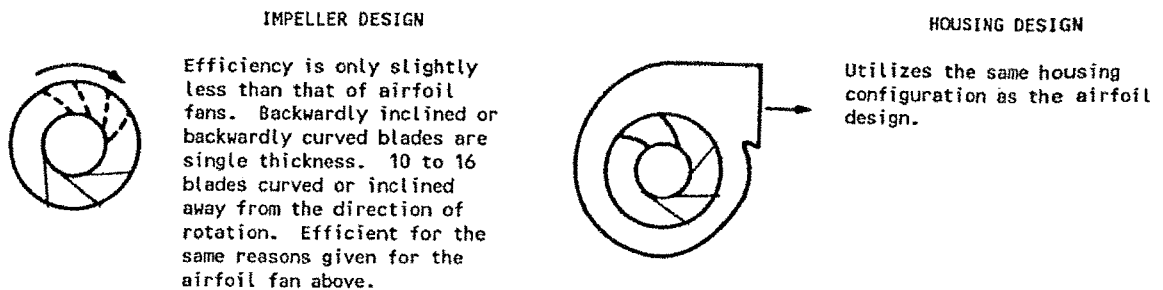 IMPELLER DESIGN
Efficiency is only slightly
less than that of airfoil
fans. Backwardly inclined or
backwardly curved blades are
single thickness. 10 to 16
blades curved or inclined
away from the direction of
rotation. Efficient for the
same reasons given for the
airfoil fan above.
HOUSING DESIGN
Utilizes the same housing
configuration as the airfoil
design.